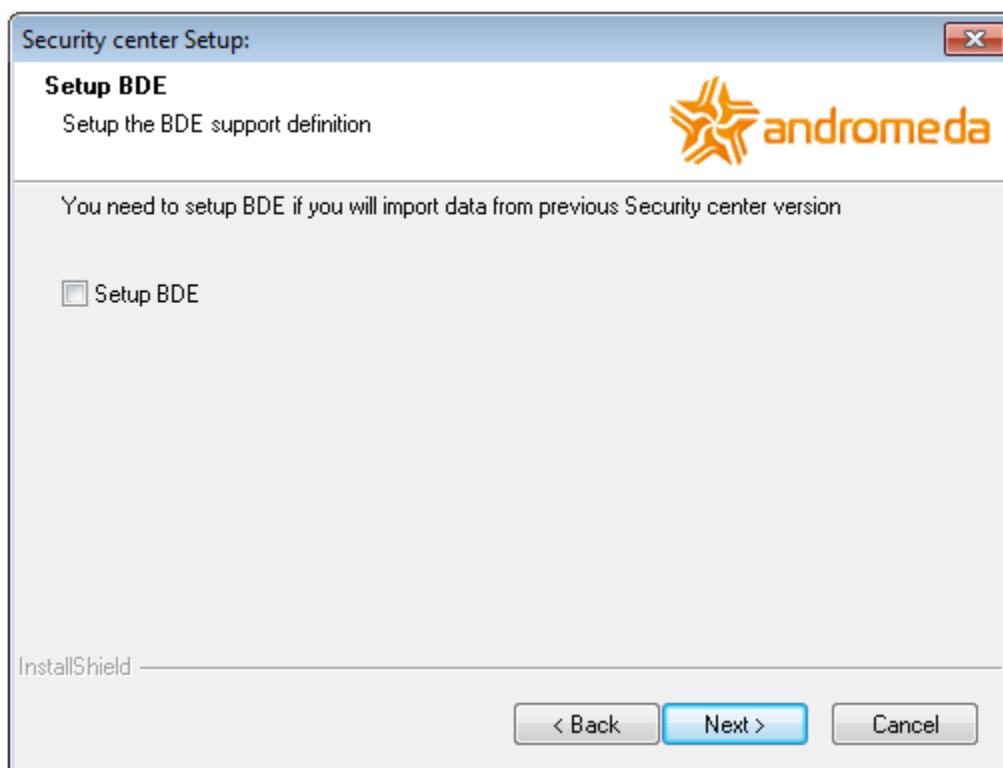 Security center Setup:
Setup BDE
Setup the BDE support definition
andromeda
You need to setup BDE if you will import data from previous Security center version
Setup BDE
InstallShield
< Back
Next >
Cancel